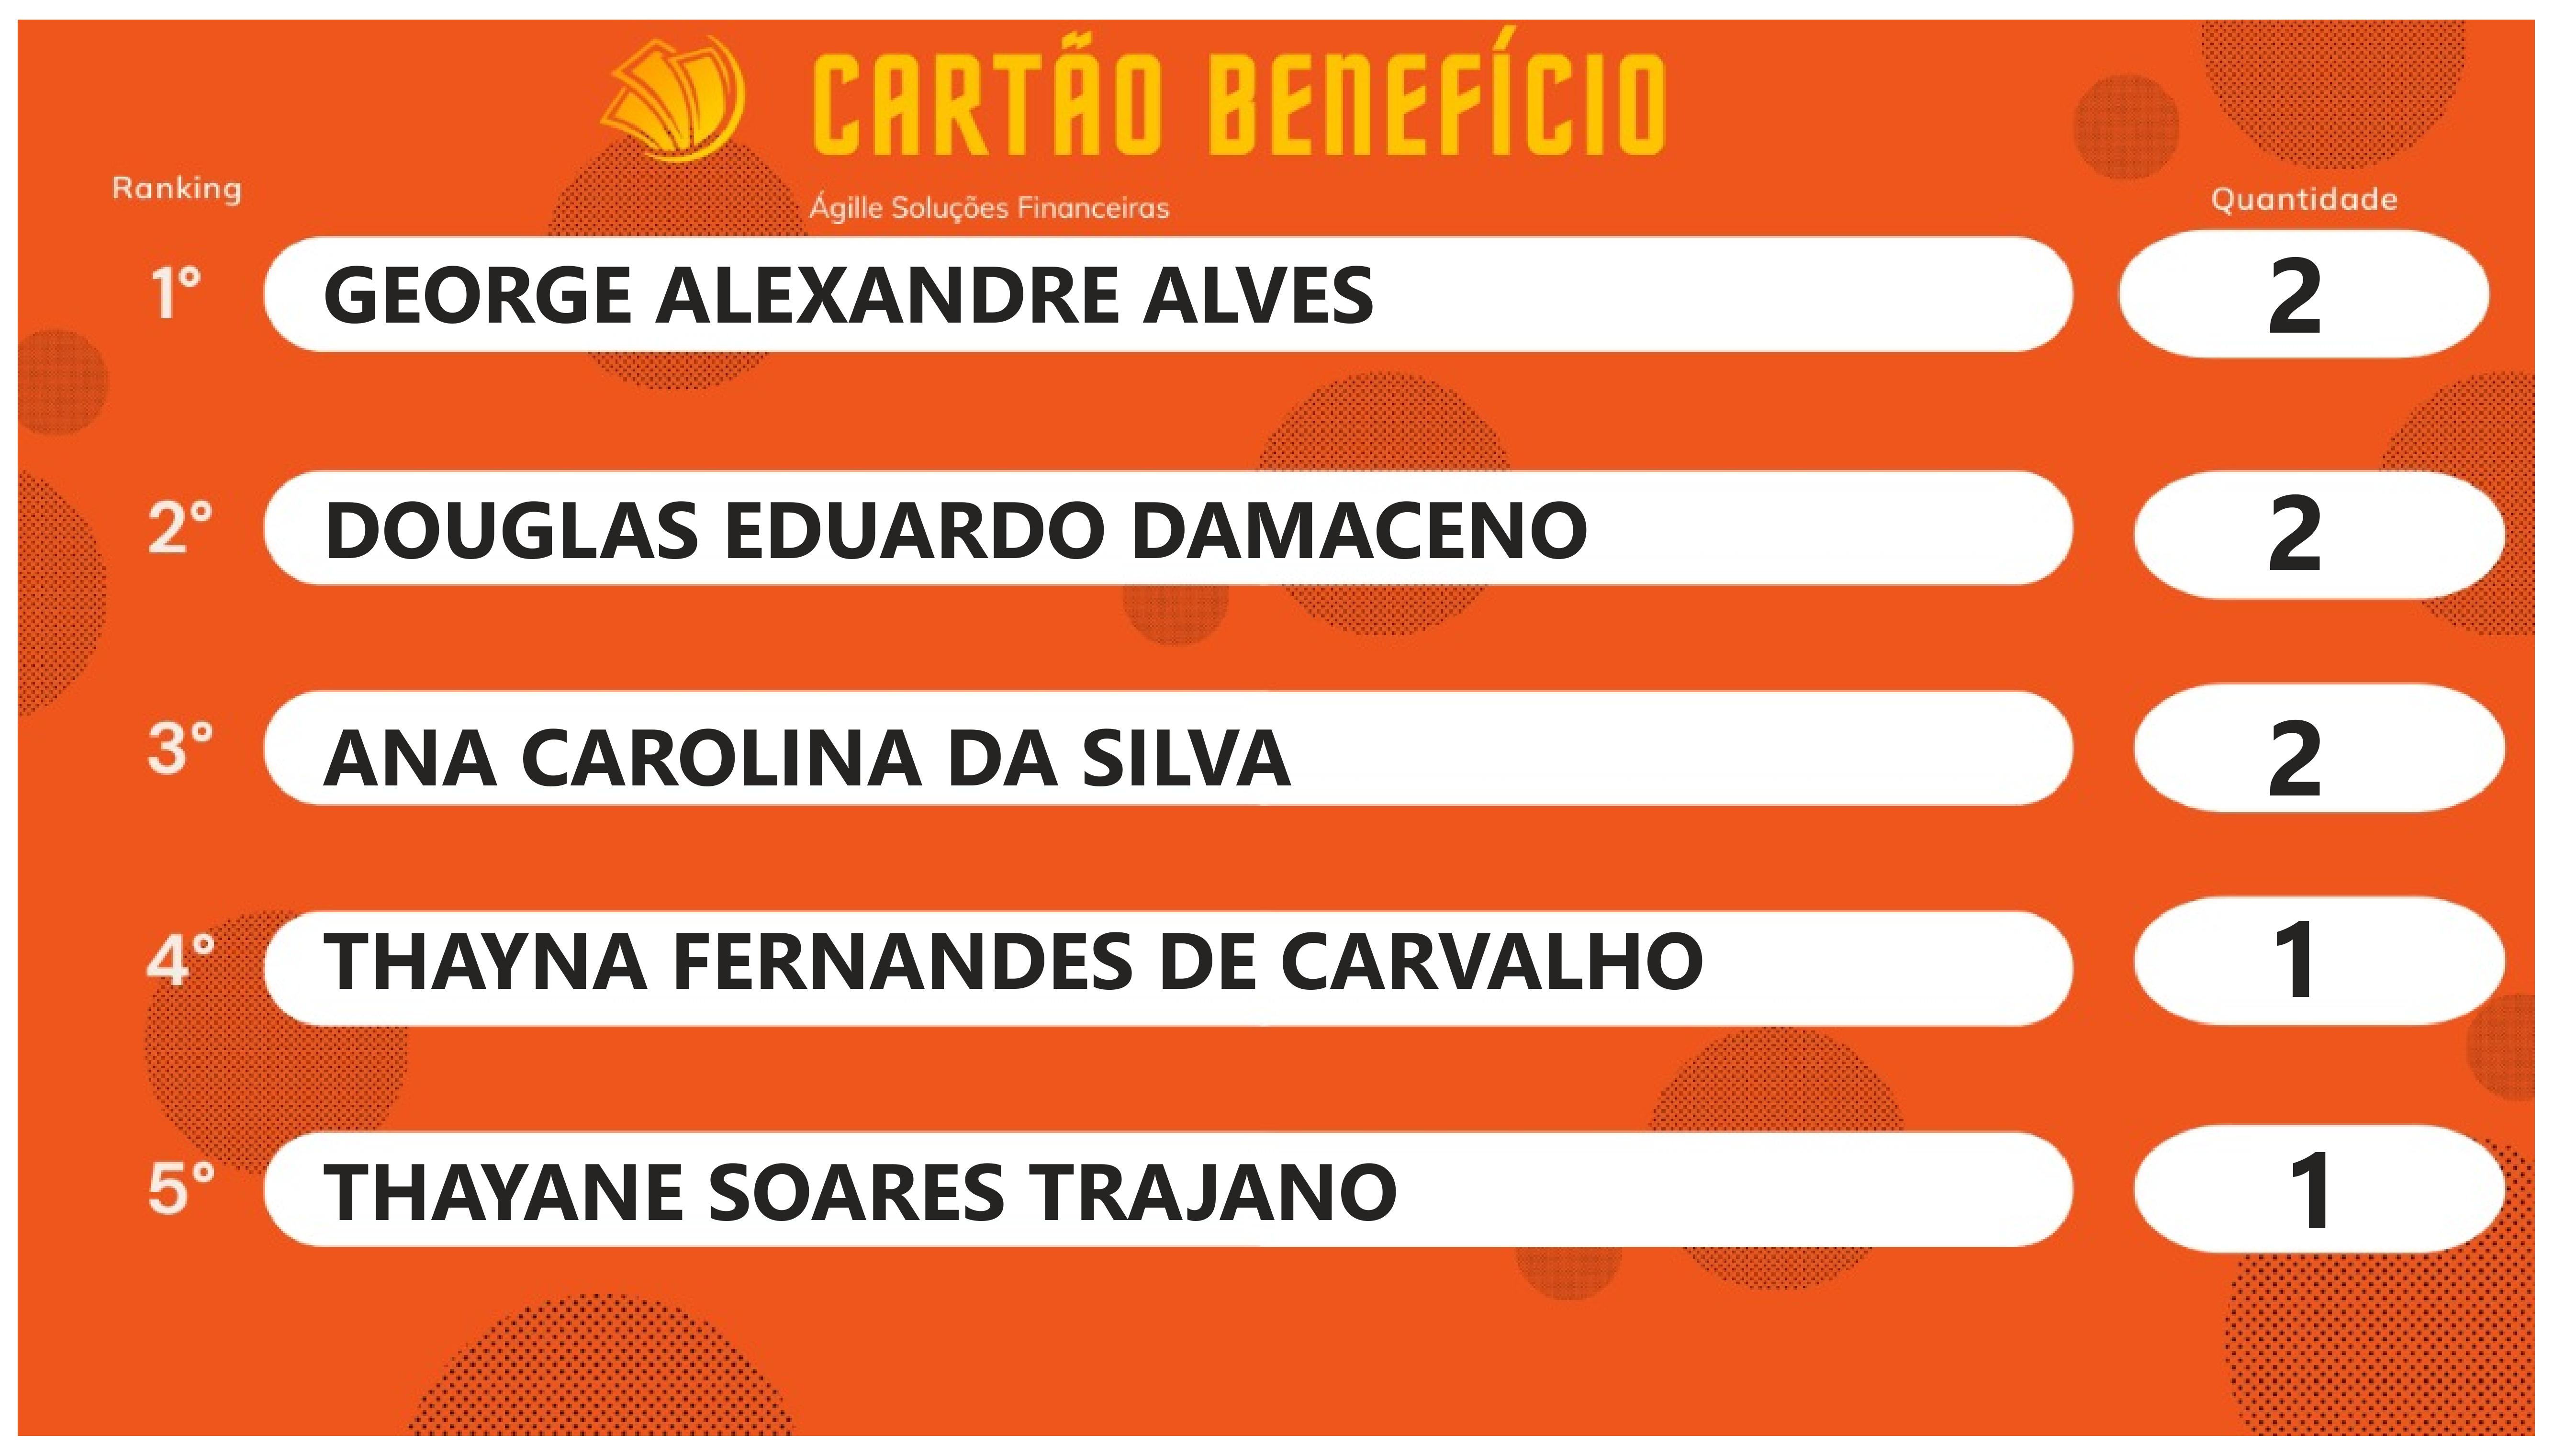 CARTÃO BENEFÍCIO
Ranking
Ágille Soluções Financeiras
Quantidade
1° GEORGE ALEXANDRE ALVES 2
2° DOUGLAS EDUARDO DAMACENO 2
3° ANA CAROLINA DA SILVA 2
4° THAYNA FERNANDES DE CARVALHO 1
5° THAYANE SOARES TRAJANO 1